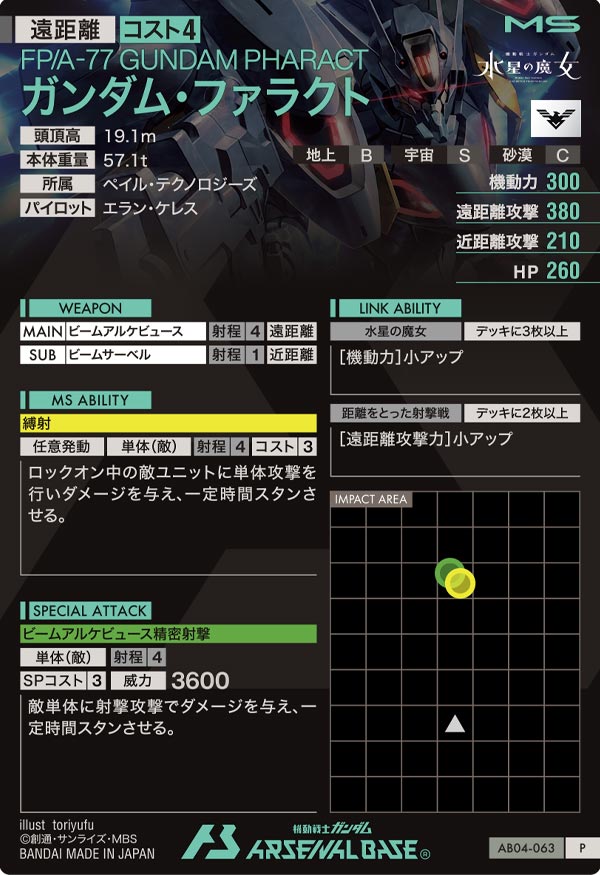 遠距離 コスト4
MS
FP/A-77 GUNDAM PHARACT
ガンダム・ファラクト
機動戦士ガンダム
水星の魔女
頭頂高 19.1m
本体重量 57.1t
所属 ペイル・テクノロジーズ
パイロット エラン・ケレス
地上 B 宇宙 S 砂漠 C
機動力 300
遠距離攻撃 380
近距離攻撃 210
HP 260
WEAPON
MAIN ビームアルケビュース 射程 4 遠距離
SUB ビームサーベル 射程 1 近距離
MS ABILITY
縛射
任意発動 単体(敵) 射程 4 コスト 3
ロックオン中の敵ユニットに単体攻撃を
行いダメージを与え、一定時間スタンさ
せる。
SPECIAL ATTACK
ビームアルケビュース精密射撃
単体(敵) 射程 4
SPコスト 3 威力 3600
敵単体に射撃攻撃でダメージを与え、一
定時間スタンさせる。
LINK ABILITY
水星の魔女 デッキに3枚以上
[機動力]小アップ
距離をとった射撃戦 デッキに2枚以上
[遠距離攻撃力]小アップ
IMPACT AREA
illust toriyufu
©創通・サンライズ・MBS
BANDAI MADE IN JAPAN
機動戦士ガンダム
ARSENAL BASE®
AB04-063 P